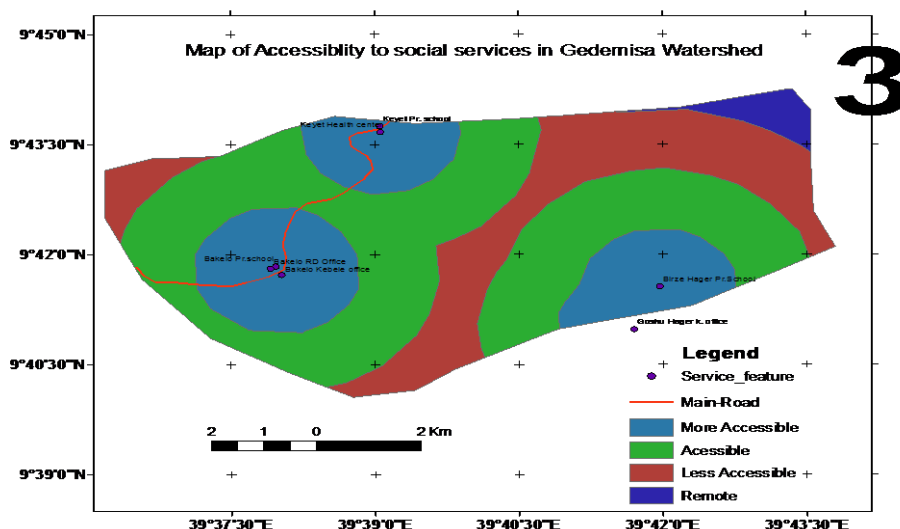 9°45'0"N
Map of Accessiblity to social services in Gedemisa Watershed
3
Keyet Pr. school
Keyet Health center
9°43'30"N
9°42'0"N
Bakelo Pr.school
Bakelo RD Office
Bakelo Kebele office
Birze Hager Pr.School
Goshu Hager k. office
9°40'30"N
Legend
Service_feature
Main-Road
More Accessible
Acessible
Less Accessible
Remote
2 1 0 2 Km
9°39'0"N
39°37'30"E 39°39'0"E 39°40'30"E 39°42'0"E 39°43'30"E